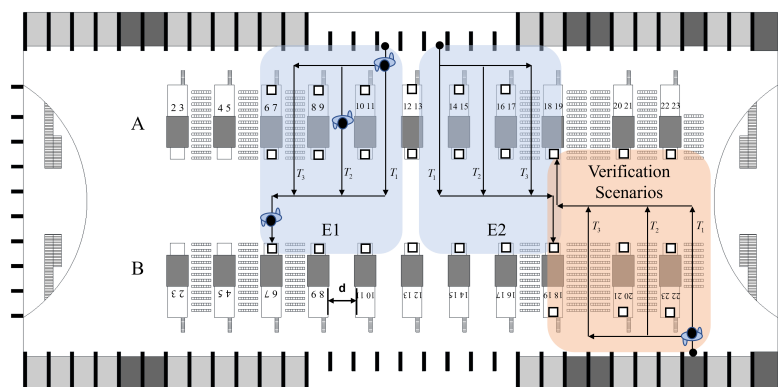 A
2 3
4 5
6 7
8 9
10 11
12 13
14 15
16 17
18 19
20 21
22 23
T3
T2
T1
E1
T1
T2
T3
E2
Verification
Scenarios
T3
T2
T1
B
2 3
4 5
6 7
8 9
10 11
12 13
14 15
16 17
18 19
20 21
22 23
d